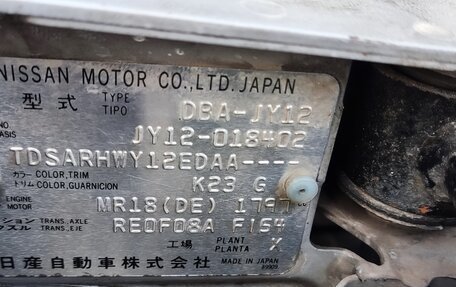 NISSAN MOTOR CO.,LTD.JAPAN
型式 TYPE TIPO DBA-JY12
NO. JY12-018402
TDSARHWY12EDAA----
カラー COLOR,TRIM
トリム COLOR,GUARNICION K23 G
ENGINE MOTOR MR18(DE) 1797
TRANS.AXLE TRANS.EJE RE0F08A F154
工場 PLANT PLANTA X
日産自動車株式会社 MADE IN JAPAN